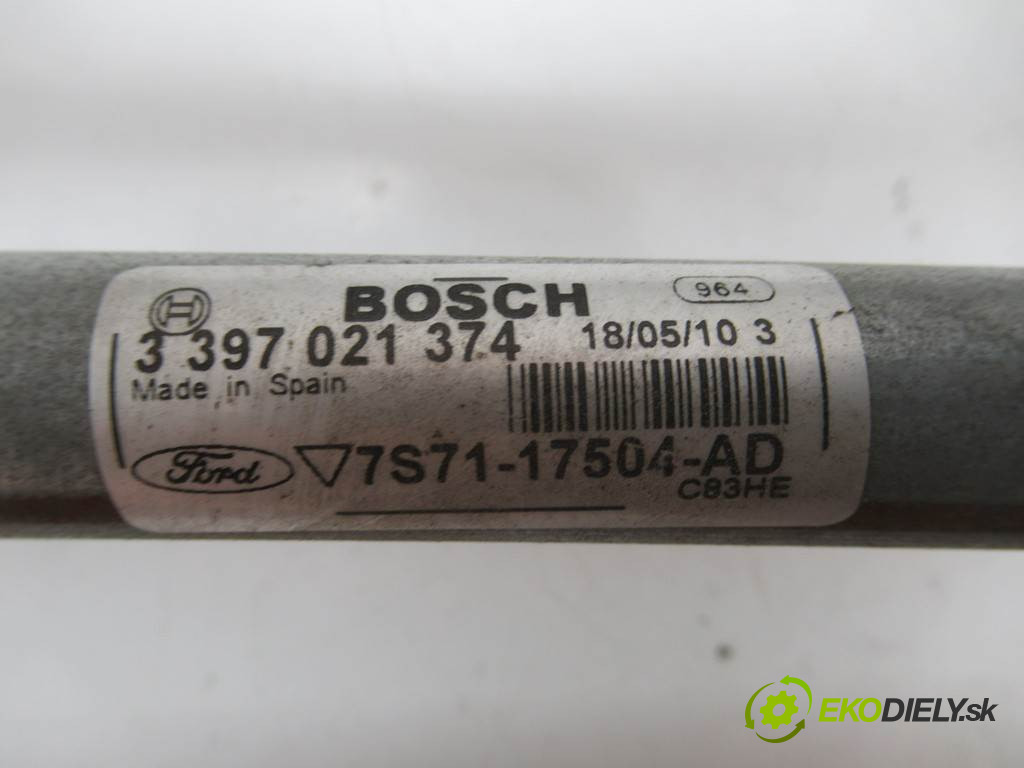 BOSCH 964
3 397 021 374 18/05/10 3
Made in Spain
Ford 7S71-17504-AD
C83HE
EKODIELY.sk